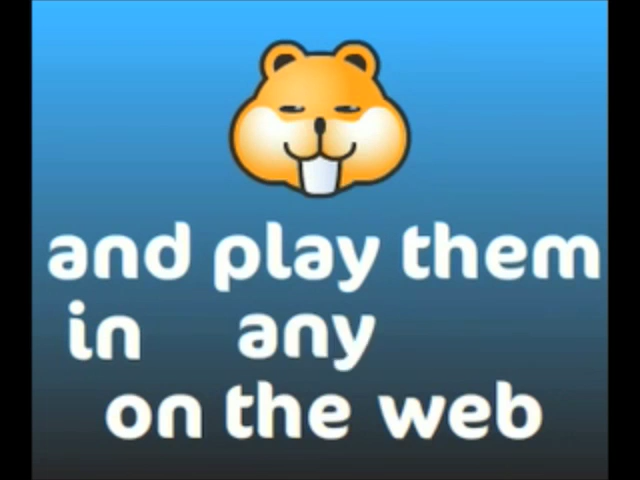 and play them
in any
on the web